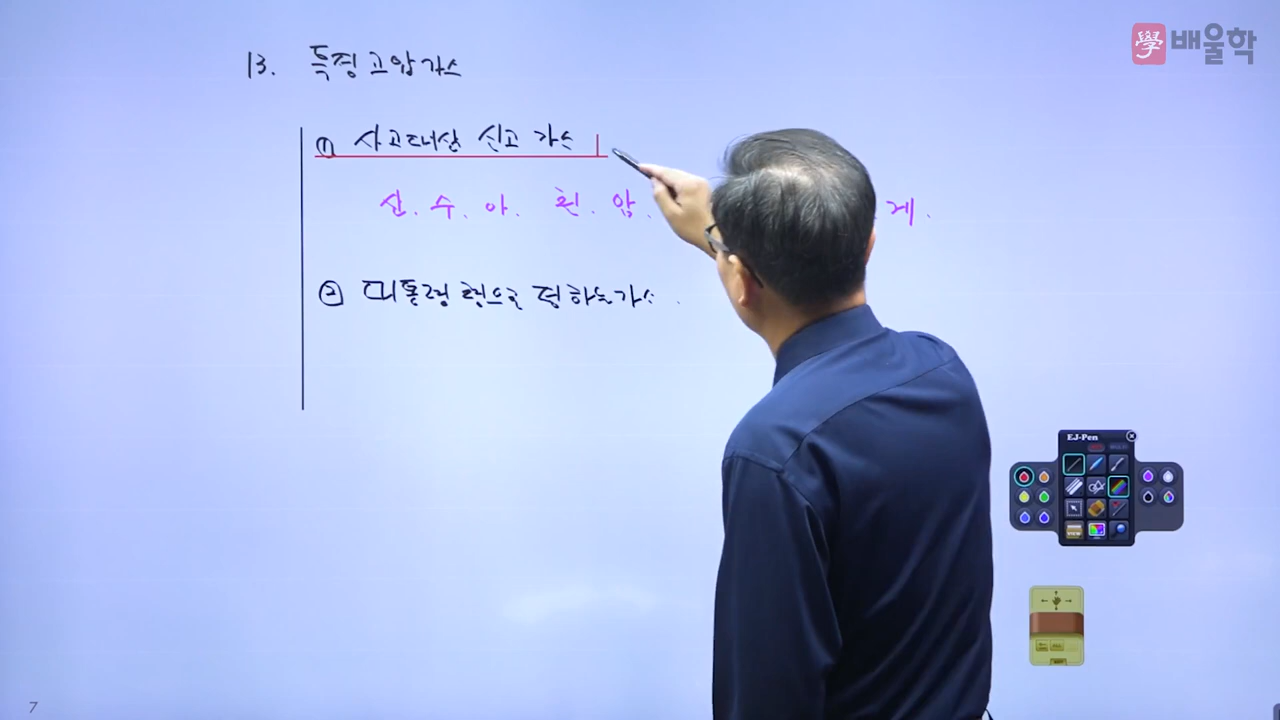 學 배울학
13. 특정고압가스
① 사고대상 신고 가스
산. 수. 아. 천. 암. 게.
② 대통령령으로 정하는가스.
EJ-Pen
7